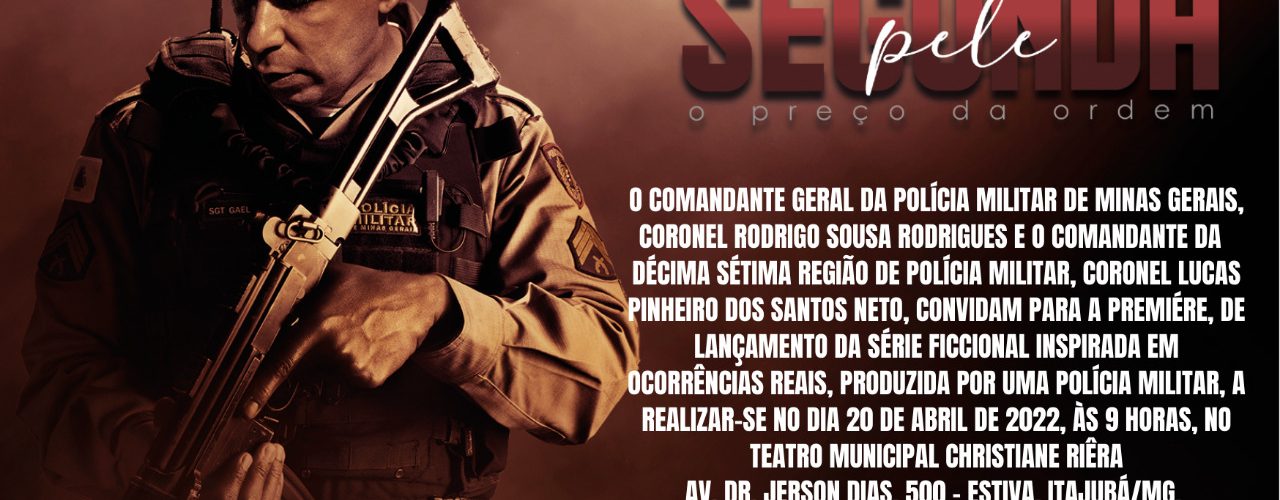 SEGUNDA
pele
o preço da ordem
SGT GAEL
POLÍCIA
MILITAR
DE MINAS GERAIS
O COMANDANTE GERAL DA POLÍCIA MILITAR DE MINAS GERAIS,
CORONEL RODRIGO SOUSA RODRIGUES E O COMANDANTE DA
DÉCIMA SÉTIMA REGIÃO DE POLÍCIA MILITAR, CORONEL LUCAS
PINHEIRO DOS SANTOS NETO, CONVIDAM PARA A PREMIÉRE, DE
LANÇAMENTO DA SÉRIE FICCIONAL INSPIRADA EM
OCORRÊNCIAS REAIS, PRODUZIDA POR UMA POLÍCIA MILITAR, A
REALIZAR-SE NO DIA 20 DE ABRIL DE 2022, ÀS 9 HORAS, NO
TEATRO MUNICIPAL CHRISTIANE RIÊRA
AV. DR. JERSON DIAS, 500 - ESTIVA, ITAJUBÁ/MG